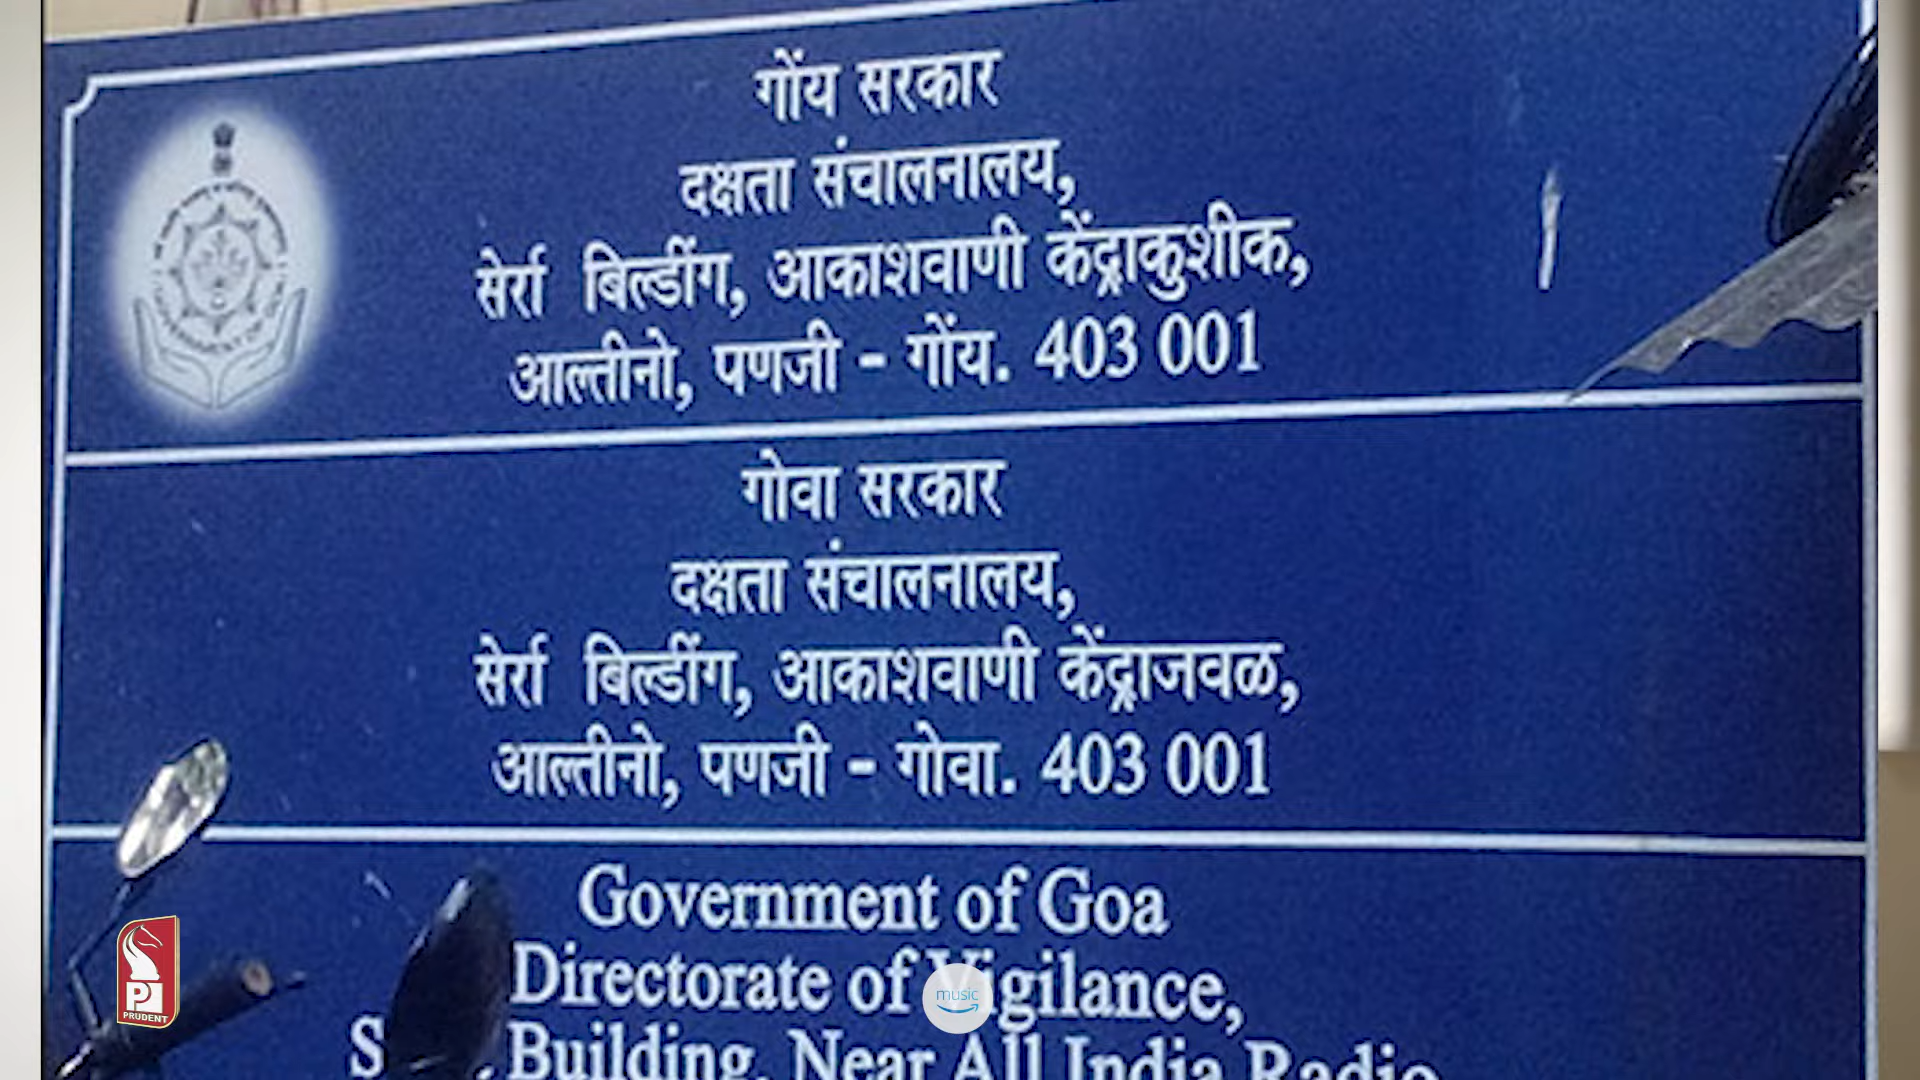 गोंय सरकार
दक्षता संचालनालय,
सेर्रा बिल्डींग, आकाशवाणी केंद्राकुशीक,
आल्तीनो, पणजी - गोंय. 403 001
गोवा सरकार
दक्षता संचालनालय,
सेर्रा बिल्डींग, आकाशवाणी केंद्राजवळ,
आल्तीनो, पणजी - गोवा. 403 001
Government of Goa
Directorate of Vigilance,
Building, Near All India Radio
music
P
PRUDENT